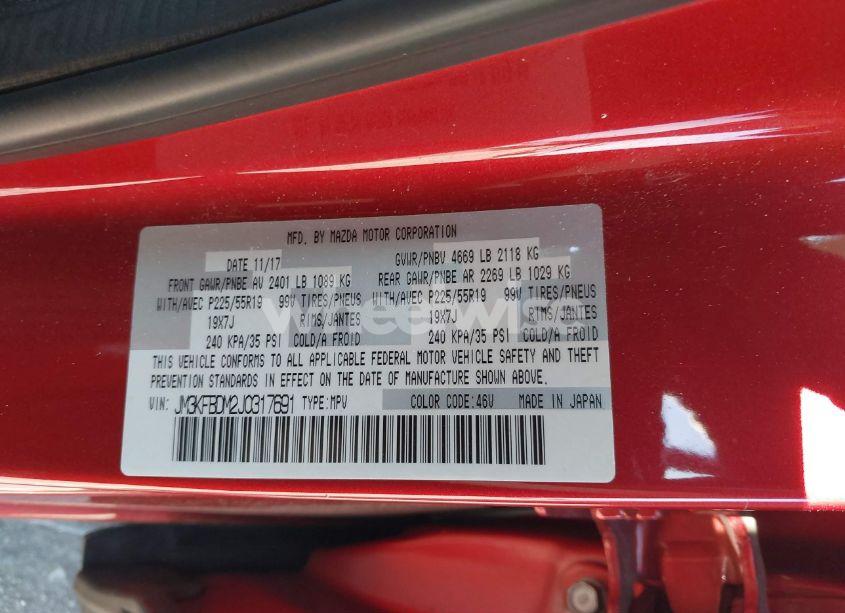 MFD. BY MAZDA MOTOR CORPORATION
DATE 11/17 GVWR/PNBV 4669 LB 2118 KG
FRONT GAWR/PNBE AV 2401 LB 1089 KG REAR GAWR/PNBE AR 2269 LB 1029 KG
WITH/AVEC P225/55R19 99V TIRES/PNEUS WITH/AVEC P225/55R19 99V TIRES/PNEUS
19X7J RIMS/JANTES 19X7J RIMS/JANTES
240 KPA/35 PSI COLD/A FROID 240 KPA/35 PSI COLD/A FROID
THIS VEHICLE CONFORMS TO ALL APPLICABLE FEDERAL MOTOR VEHICLE SAFETY AND THEFT
PREVENTION STANDARDS IN EFFECT ON THE DATE OF MANUFACTURE SHOWN ABOVE.
VIN: JM3KFBDM2J0317691 TYPE:MPV COLOR CODE:46V MADE IN JAPAN